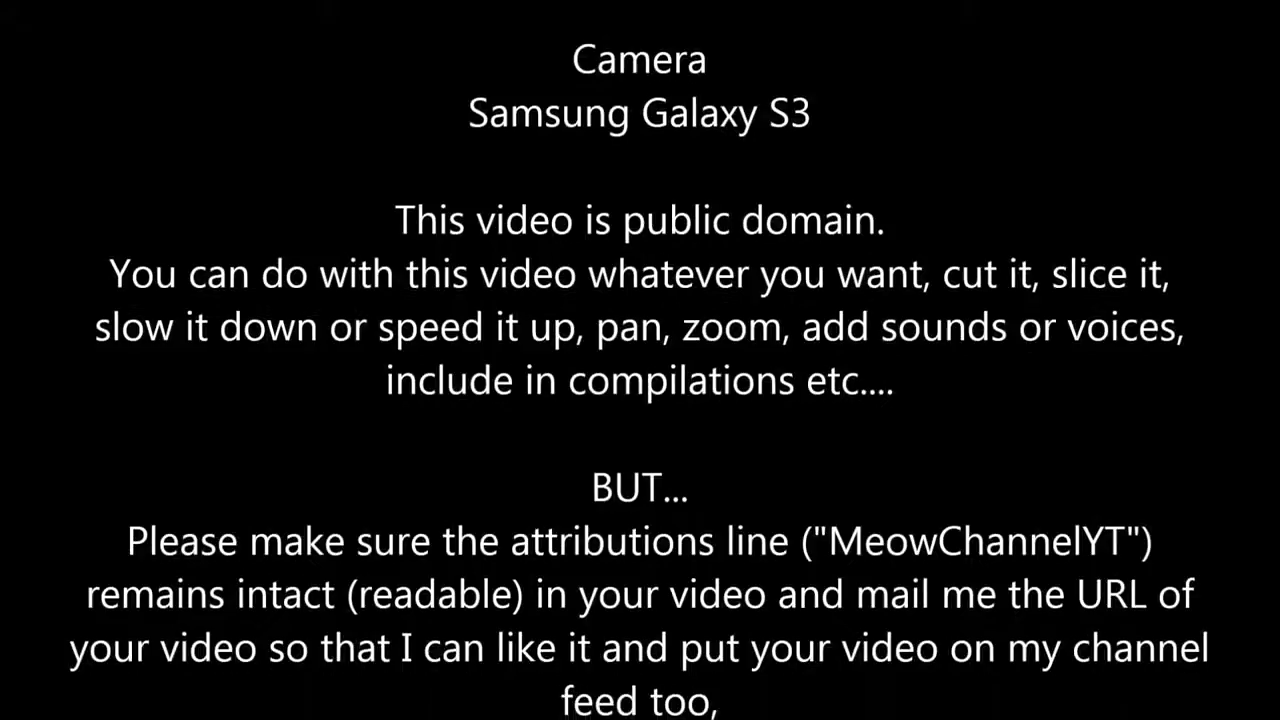 Camera
Samsung Galaxy S3
This video is public domain.
You can do with this video whatever you want, cut it, slice it,
slow it down or speed it up, pan, zoom, add sounds or voices,
include in compilations etc....
BUT...
Please make sure the attributions line ("MeowChannelYT")
remains intact (readable) in your video and mail me the URL of
your video so that I can like it and put your video on my channel
feed too,